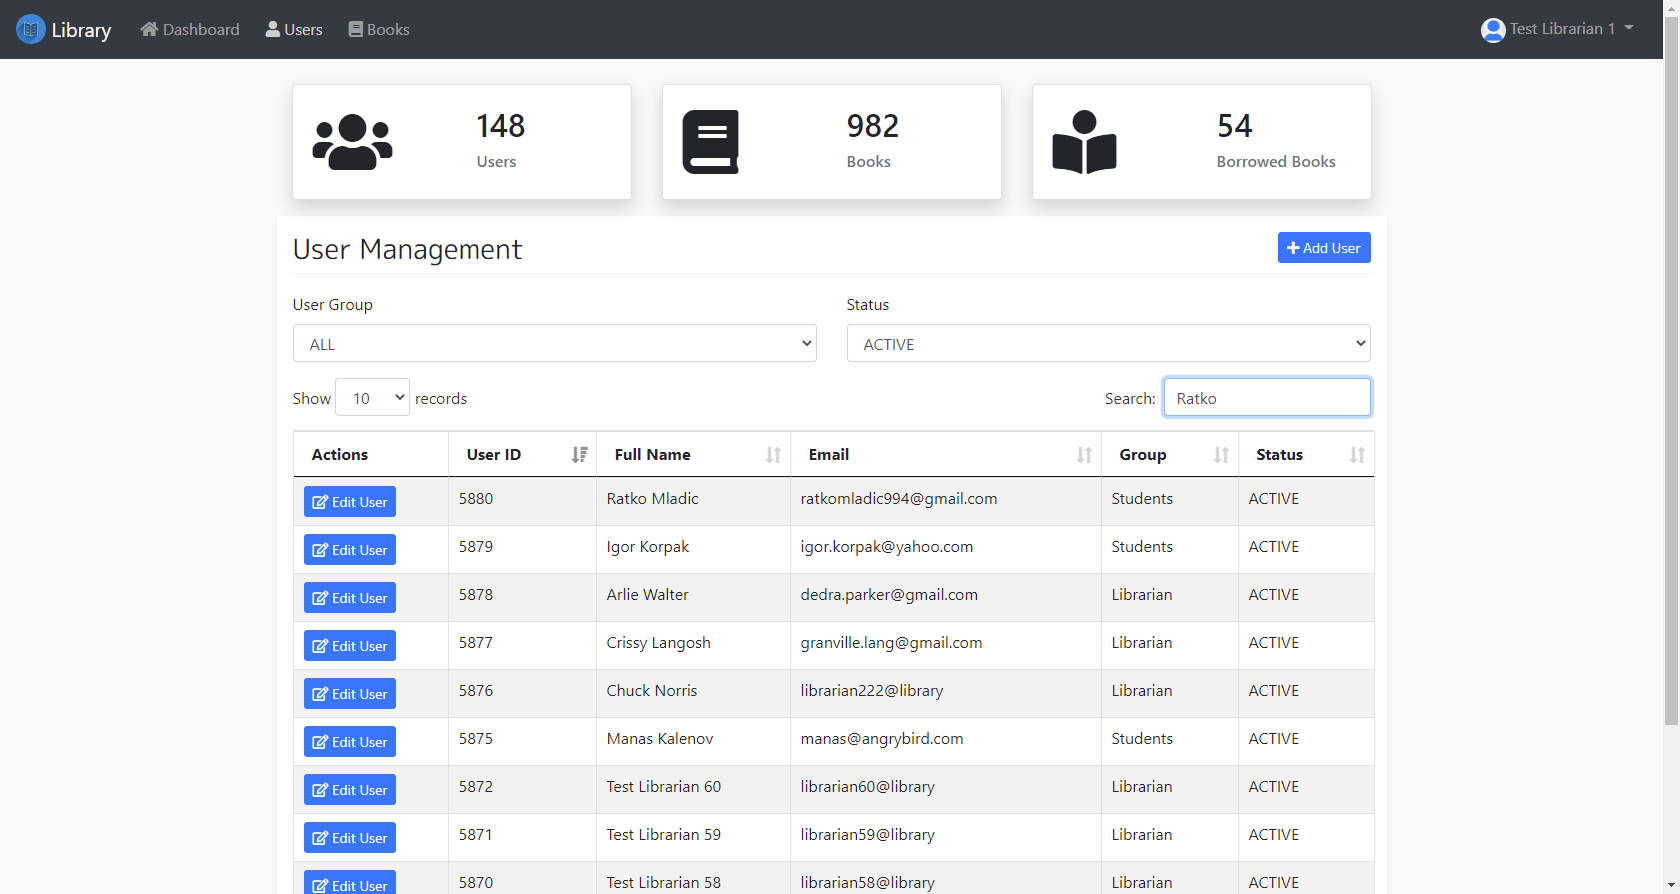 Library Dashboard Users Books Test Librarian 1
148 982 54
Users Books Borrowed Books
User Management + Add User
User Group Status
ALL ACTIVE
Show 10 records Search: Ratko
Actions User ID Full Name Email Group Status
Edit User 5880 Ratko Mladic ratkomladic994@gmail.com Students ACTIVE
Edit User 5879 Igor Korpak igor.korpak@yahoo.com Students ACTIVE
Edit User 5878 Arlie Walter dedra.parker@gmail.com Librarian ACTIVE
Edit User 5877 Crissy Langosh granville.lang@gmail.com Librarian ACTIVE
Edit User 5876 Chuck Norris librarian222@library Librarian ACTIVE
Edit User 5875 Manas Kalenov manas@angrybird.com Students ACTIVE
Edit User 5872 Test Librarian 60 librarian60@library Librarian ACTIVE
Edit User 5871 Test Librarian 59 librarian59@library Librarian ACTIVE
Edit User 5870 Test Librarian 58 librarian58@library Librarian ACTIVE